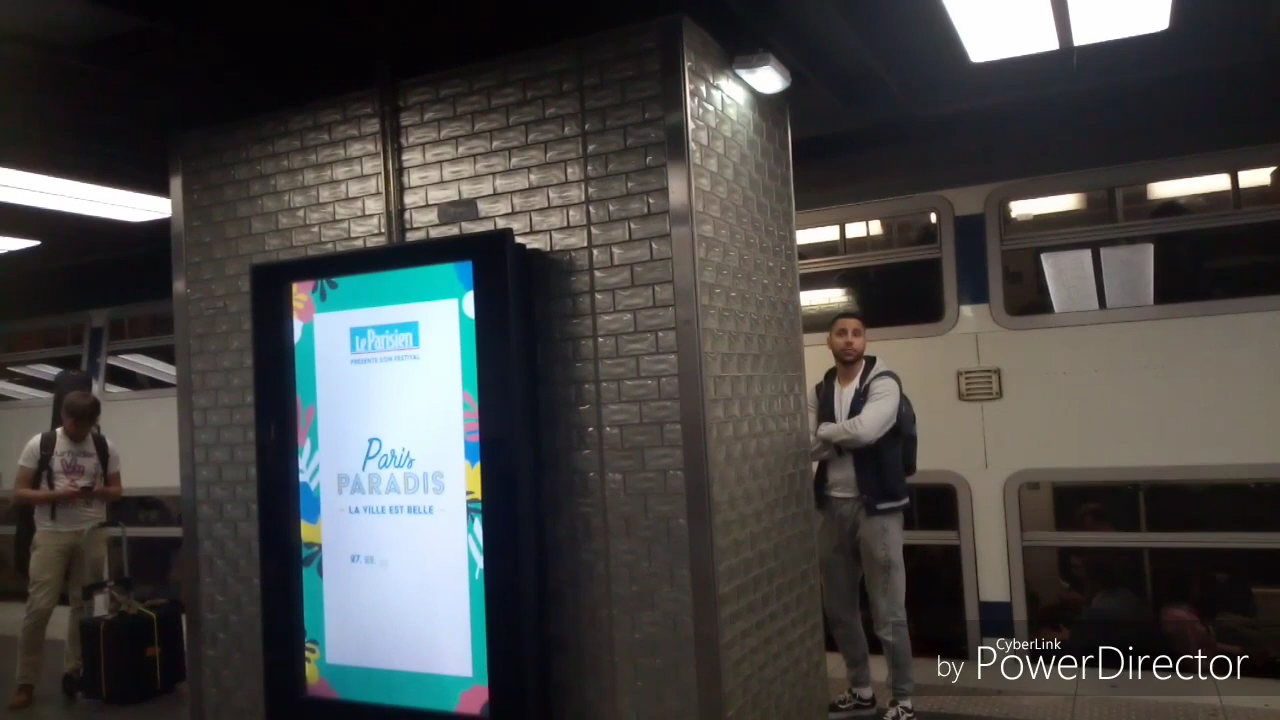 Le Parisien
PRÉSENTE SON FESTIVAL
Paris
PARADIS
LA VILLE EST BELLE
CyberLink
by PowerDirector